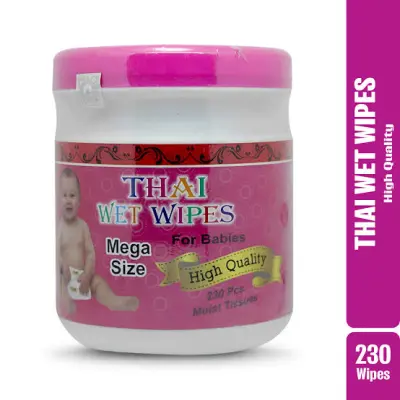 THAI
WET WIPES
For Babies
Mega
Size
High Quality
230 Pcs
Moist Tissues
THAI WET WIPES
High Quality
230
Wipes